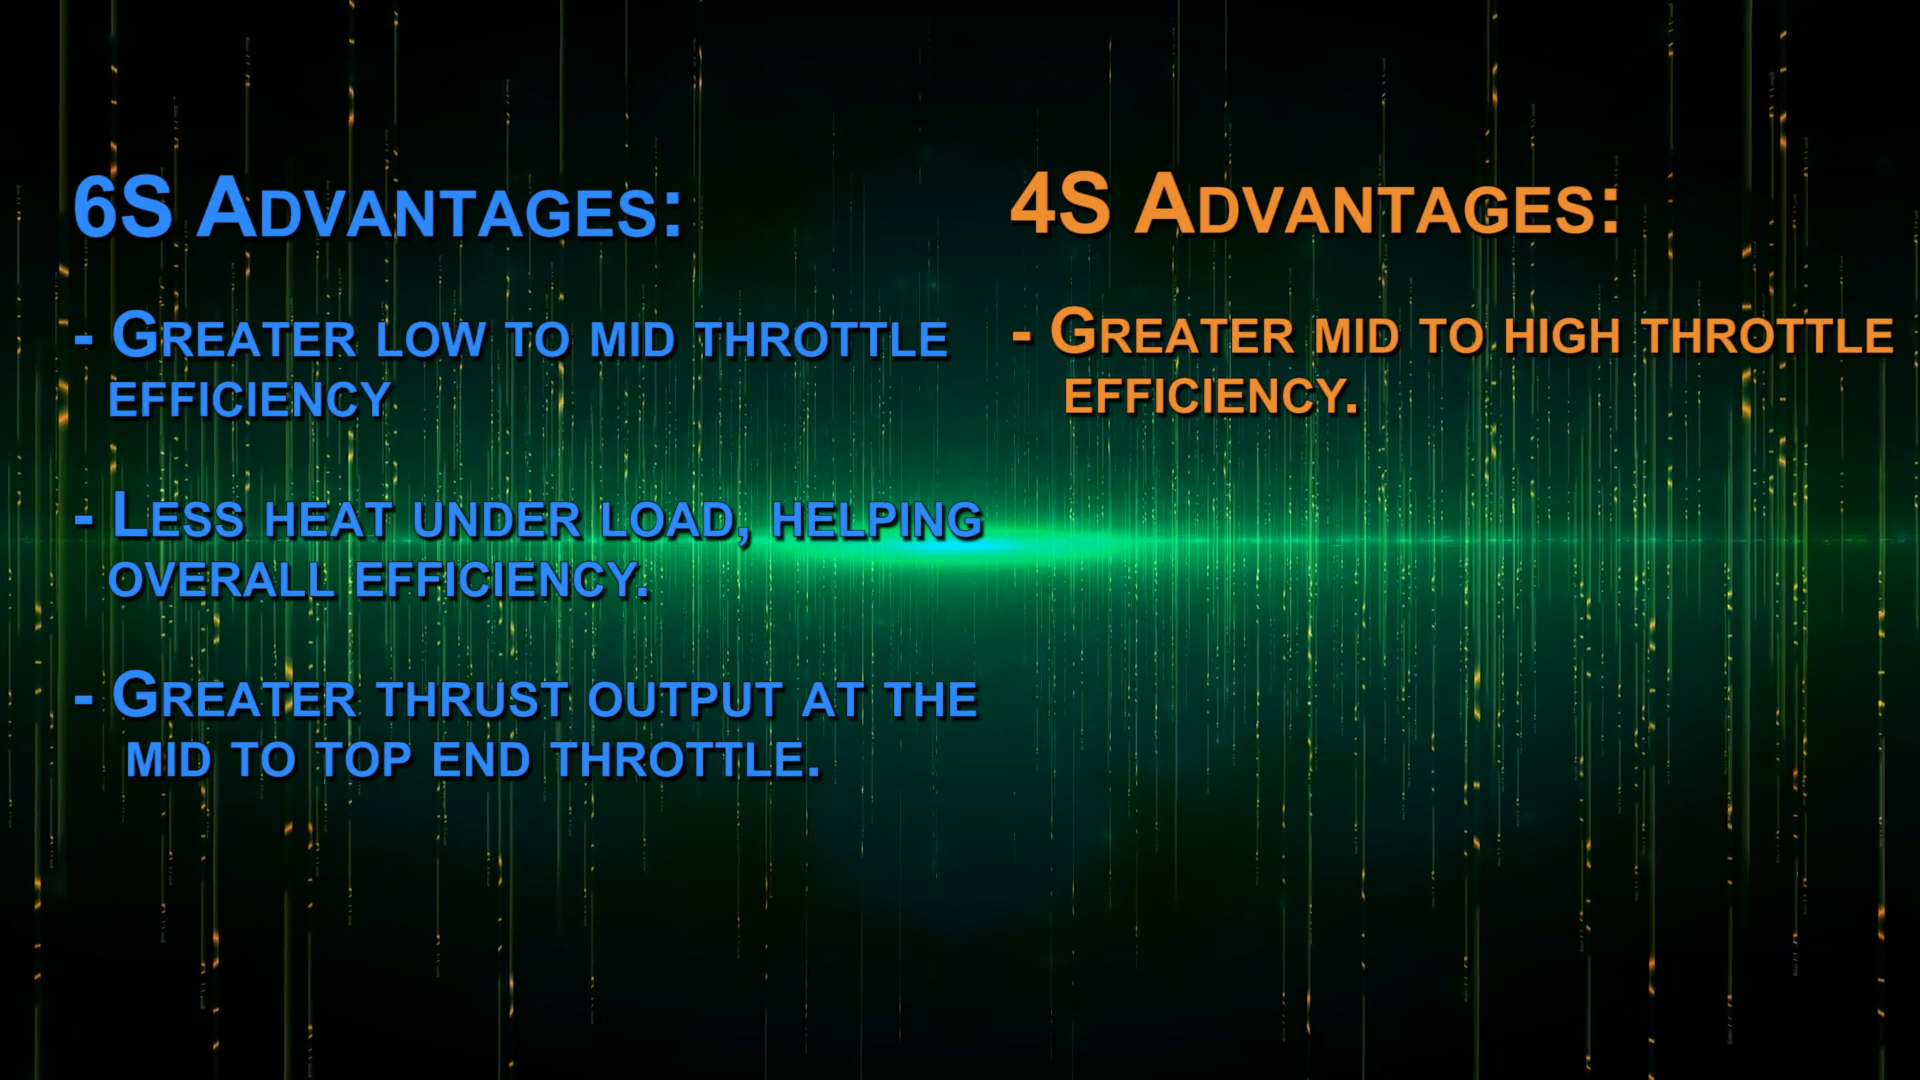 6S Advantages:
- Greater low to mid throttle
efficiency
- Less heat under load, helping
overall efficiency.
- Greater thrust output at the
mid to top end throttle.
4S Advantages:
- Greater mid to high throttle
efficiency.